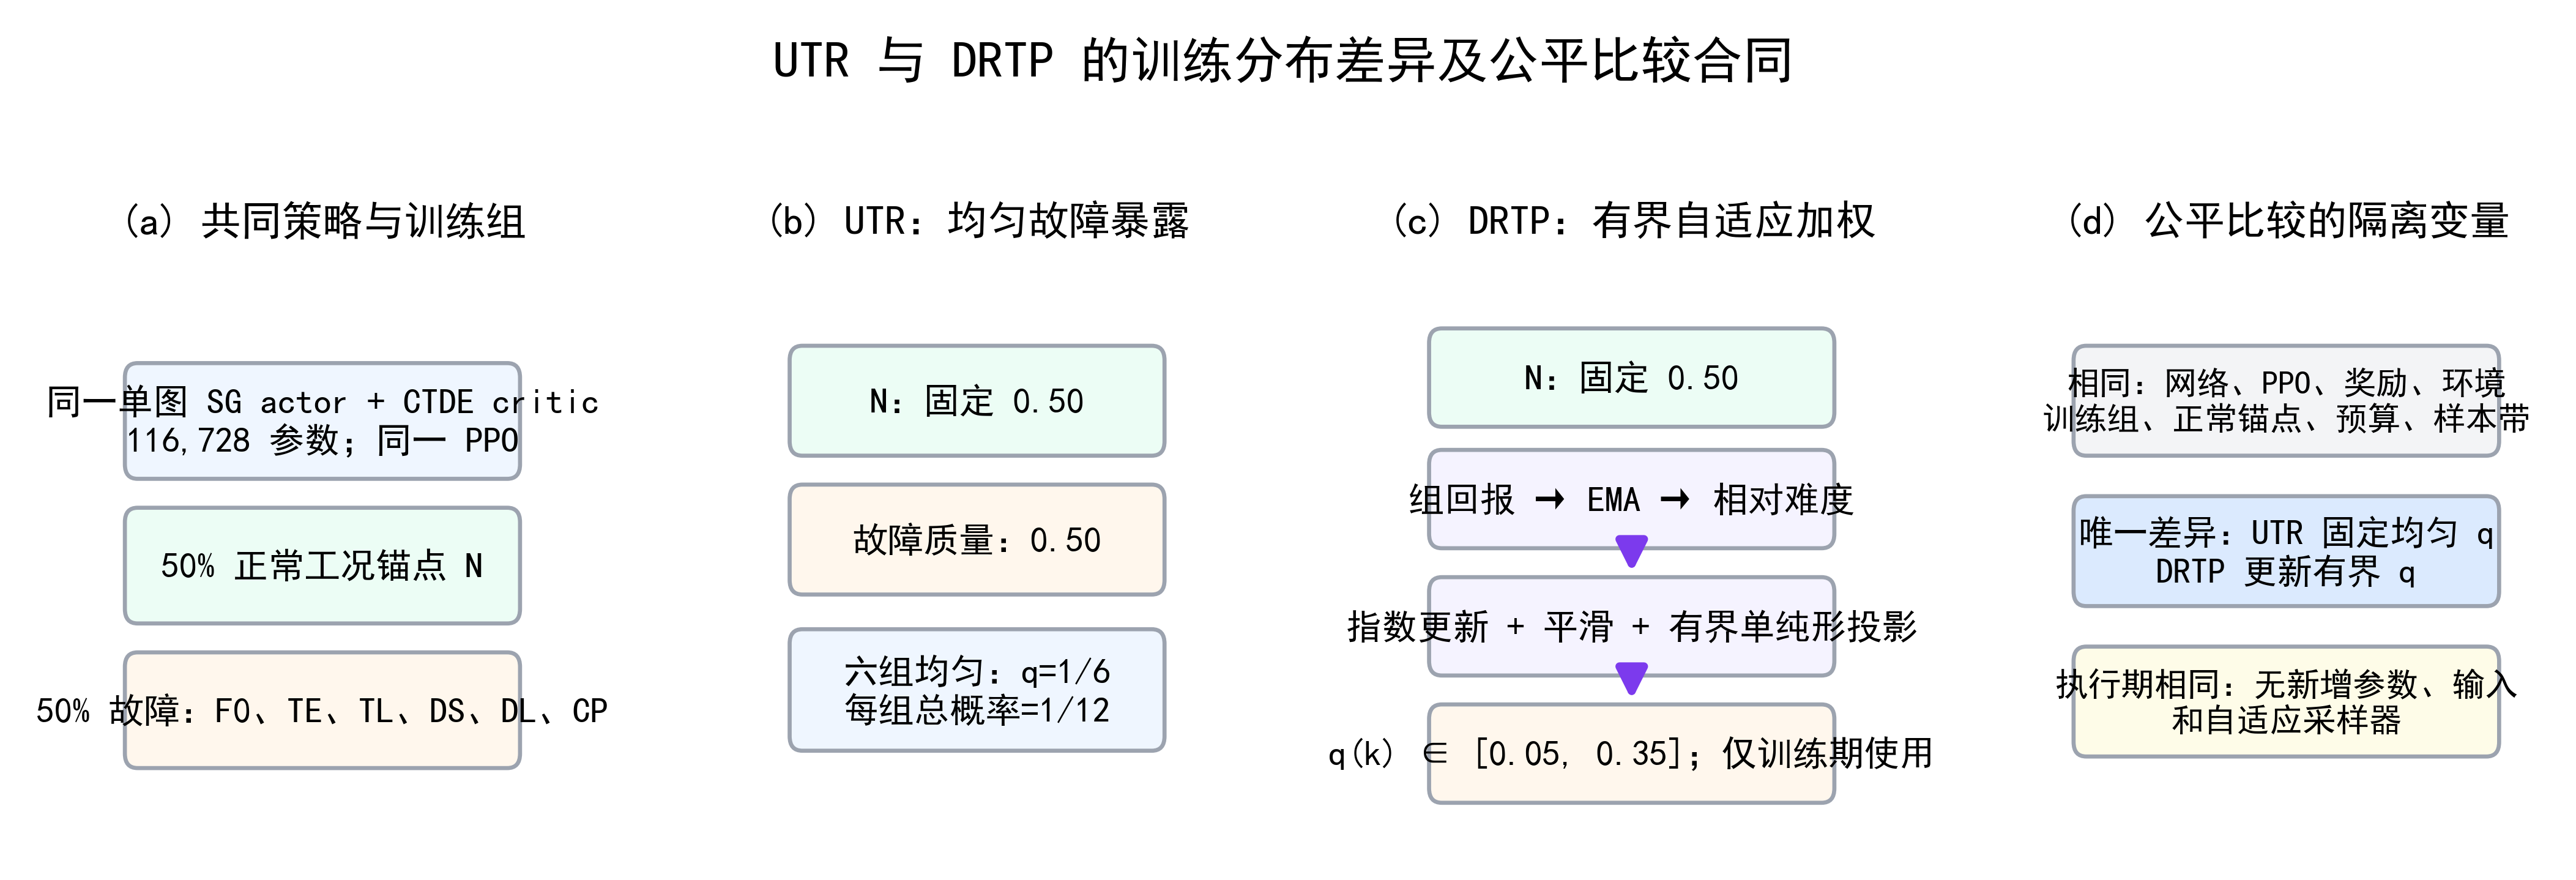 UTR 与 DRTP 的训练分布差异及公平比较合同
(a) 共同策略与训练组
同一单图 SG actor + CTDE critic
116,728 参数；同一 PPO
50% 正常工况锚点 N
50% 故障：F0、TE、TL、DS、DL、CP
(b) UTR：均匀故障暴露
N：固定 0.50
故障质量：0.50
六组均匀：q=1/6
每组总概率=1/12
(c) DRTP：有界自适应加权
N：固定 0.50
组回报 → EMA → 相对难度
指数更新 + 平滑 + 有界单纯形投影
q(k) ∈ [0.05, 0.35]；仅训练期使用
(d) 公平比较的隔离变量
相同：网络、PPO、奖励、环境
训练组、正常锚点、预算、样本带
唯一差异：UTR 固定均匀 q
DRTP 更新有界 q
执行期相同：无新增参数、输入
和自适应采样器